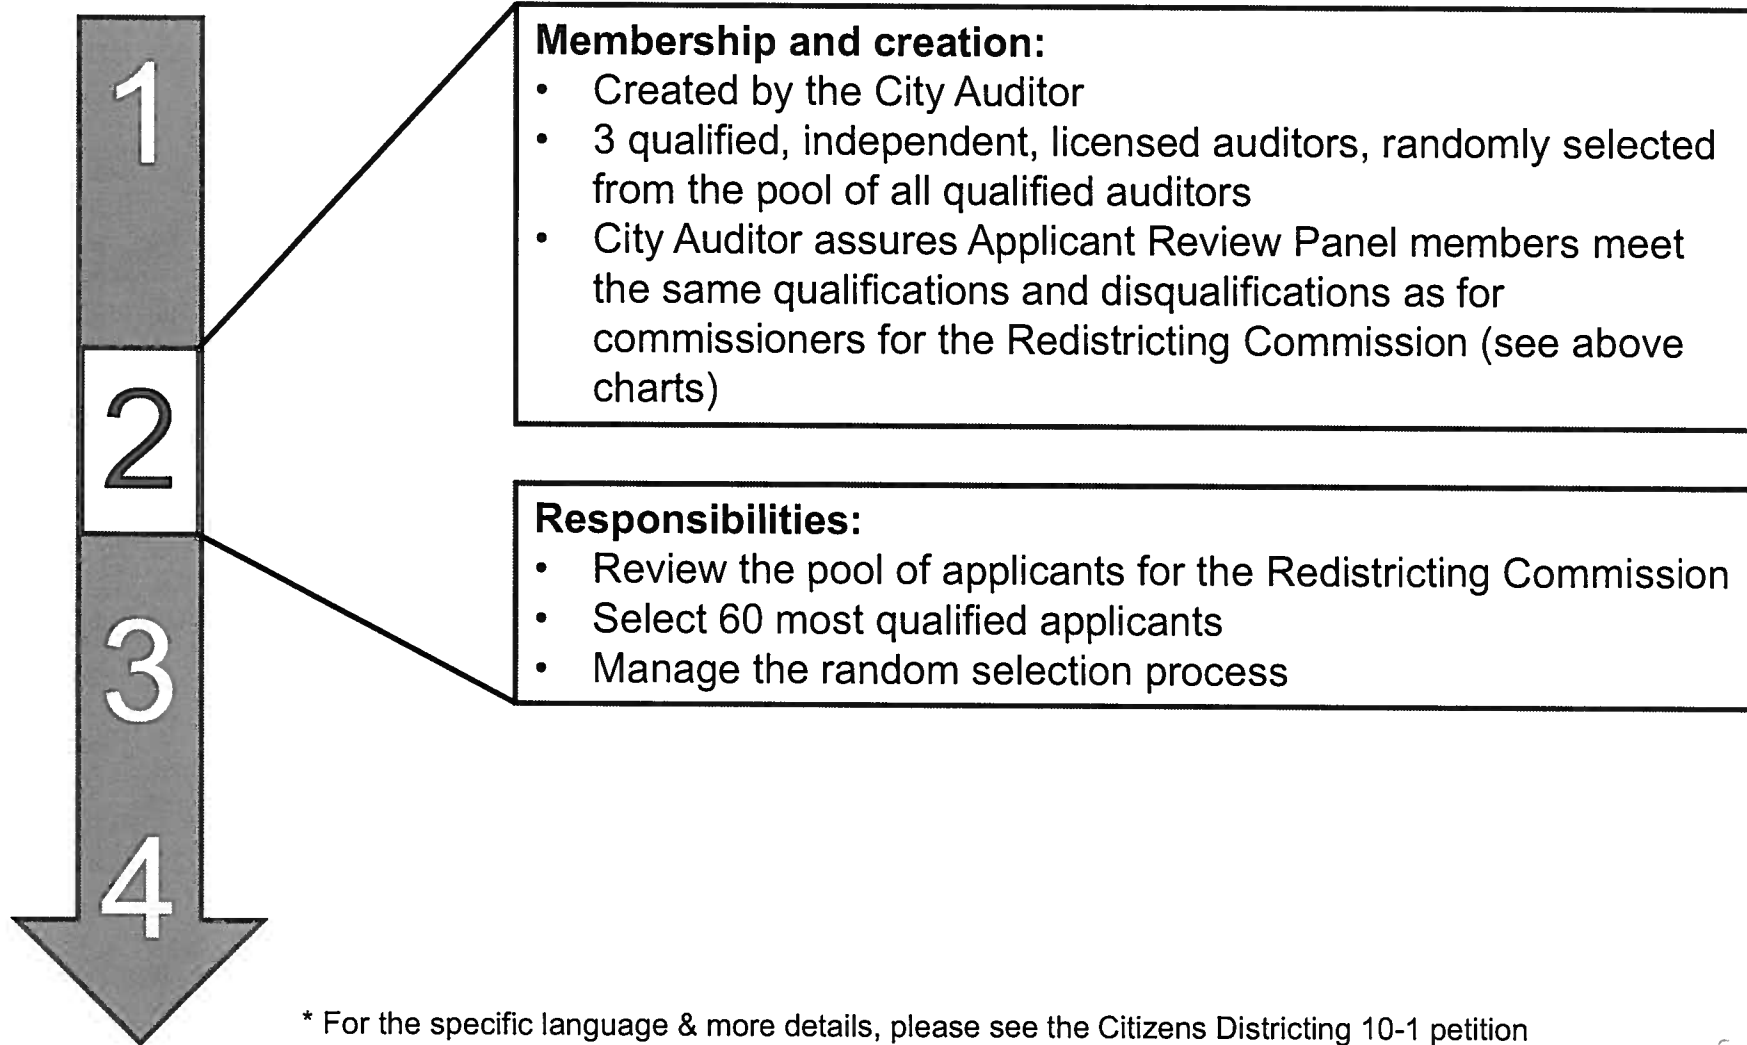 1
2
3
4
Membership and creation:
• Created by the City Auditor
• 3 qualified, independent, licensed auditors, randomly selected
from the pool of all qualified auditors
• City Auditor assures Applicant Review Panel members meet
the same qualifications and disqualifications as for
commissioners for the Redistricting Commission (see above
charts)
Responsibilities:
• Review the pool of applicants for the Redistricting Commission
• Select 60 most qualified applicants
• Manage the random selection process
* For the specific language & more details, please see the Citizens Districting 10-1 petition